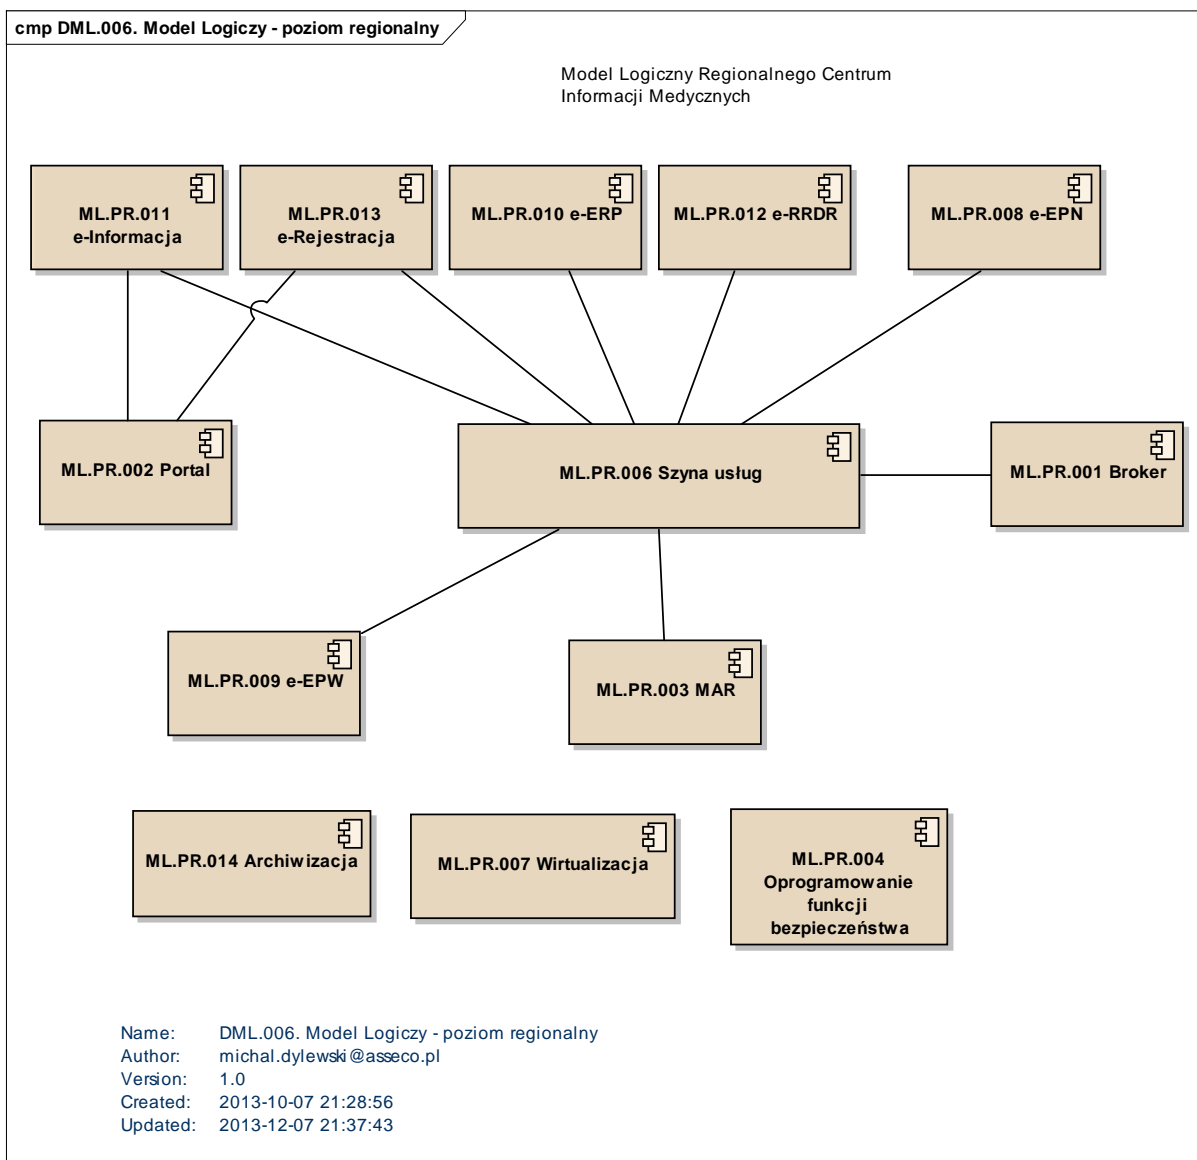 cmp DML.006. Model Logiczy - poziom regionalny
Model Logiczny Regionalnego Centrum
Informacji Medycznych
ML.PR.011
e-Informacja
ML.PR.013
e-Rejestracja
ML.PR.010 e-ERP
ML.PR.012 e-RRDR
ML.PR.008 e-EPN
ML.PR.002 Portal
ML.PR.006 Szyna usług
ML.PR.001 Broker
ML.PR.009 e-EPW
ML.PR.003 MAR
ML.PR.014 Archiwizacja
ML.PR.007 Wirtualizacja
ML.PR.004
Oprogramowanie
funkcji
bezpieczeństwa
Name: DML.006. Model Logiczy - poziom regionalny
Author: michal.dylewski@asseco.pl
Version: 1.0
Created: 2013-10-07 21:28:56
Updated: 2013-12-07 21:37:43